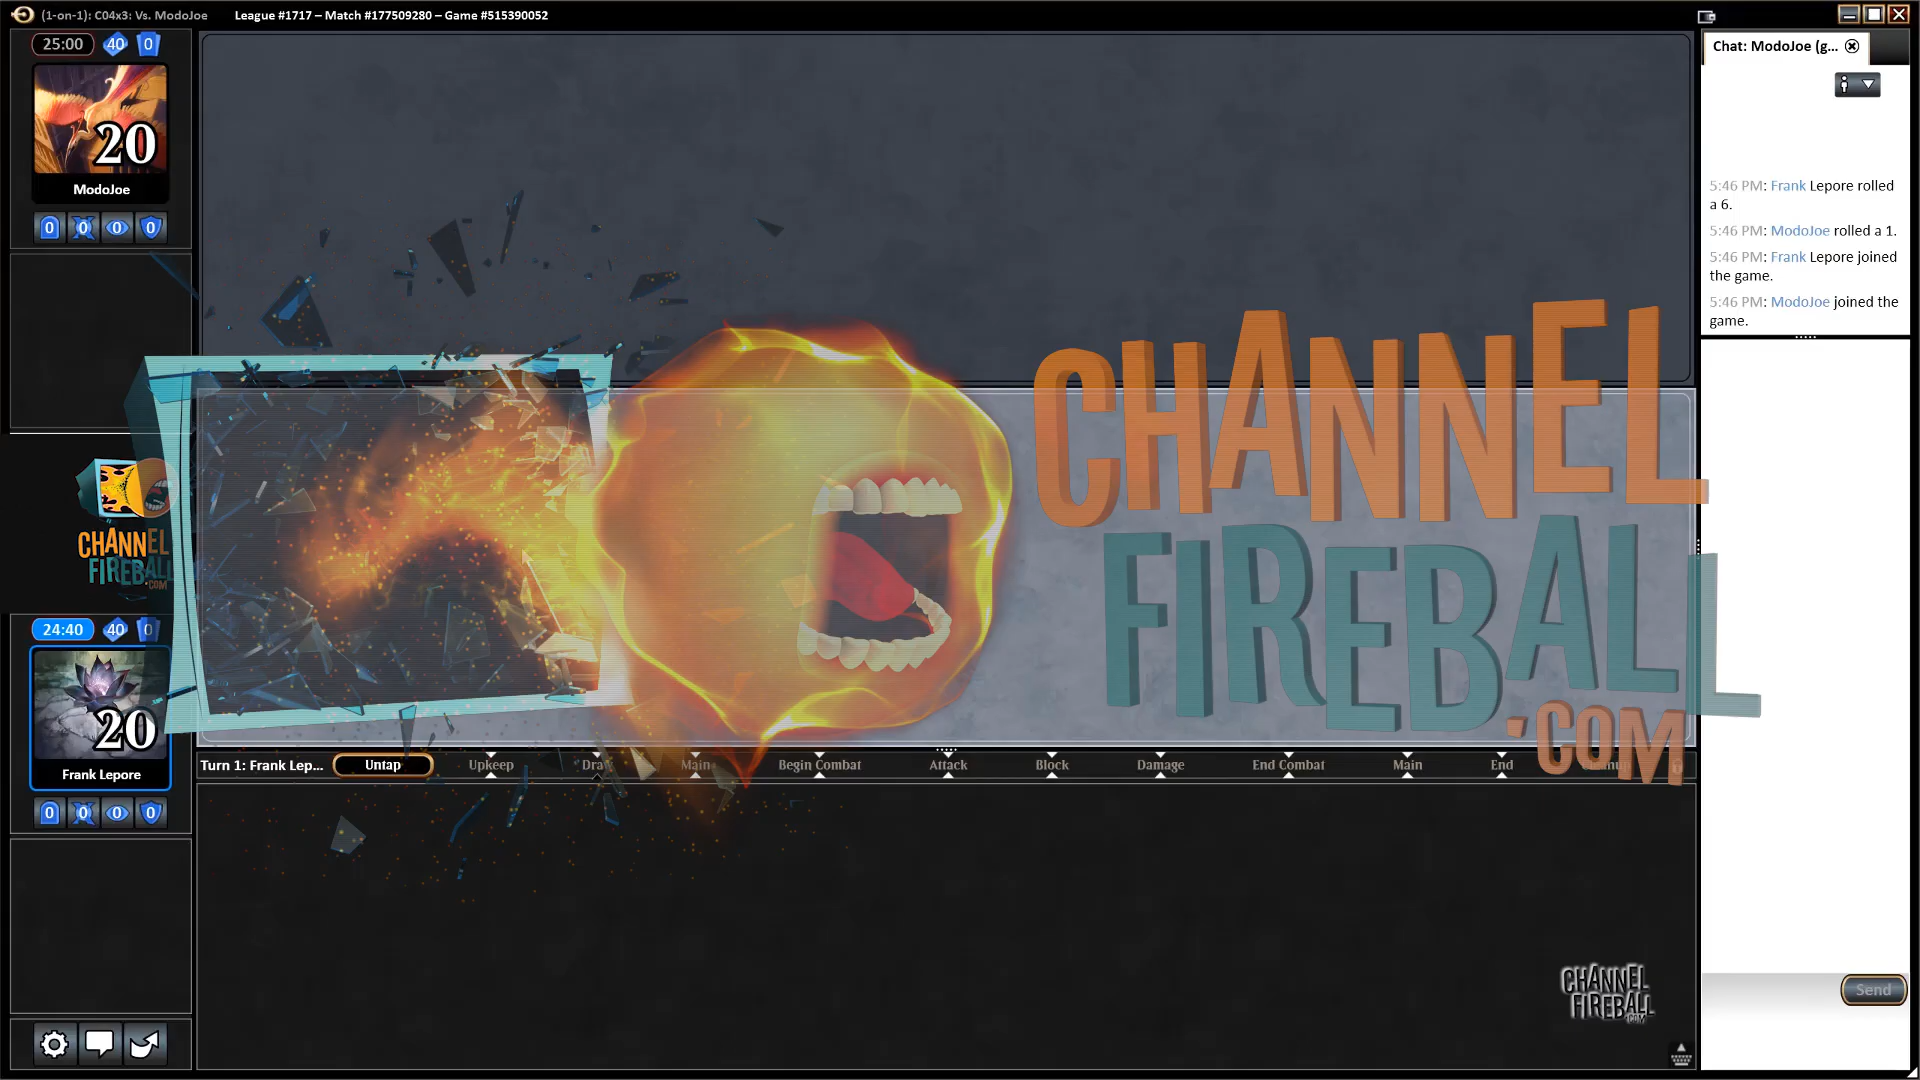 (1-on-1): C04x3: Vs. ModoJoe
League #1717 – Match #177509280 – Game #515390052
25:00
40
0
20
ModoJoe
0
0
0
0
Chat: ModoJoe (g...
5:46 PM: Frank Lepore rolled
a 6.
5:46 PM: ModoJoe rolled a 1.
5:46 PM: Frank Lepore joined
the game.
5:46 PM: ModoJoe joined the
game.
CHANNEL
FIREBALL
.COM
CHANNEL
FIREBALL
.COM
24:40
40
0
20
Frank Lepore
0
0
0
0
Turn 1: Frank Lep...
Untap
Upkeep
Draw
Main
Begin Combat
Attack
Block
Damage
End Combat
Main
End
CHANNEL
FIREBALL
.COM
Send